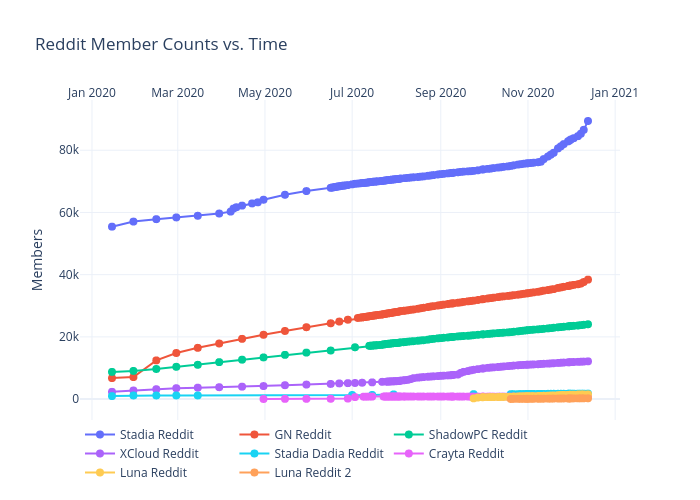 Reddit Member Counts vs. Time
Jan 2020 Mar 2020 May 2020 Jul 2020 Sep 2020 Nov 2020 Jan 2021
80k
60k
40k
20k
0
Members
Stadia Reddit GN Reddit ShadowPC Reddit
XCloud Reddit Stadia Dadia Reddit Crayta Reddit
Luna Reddit Luna Reddit 2